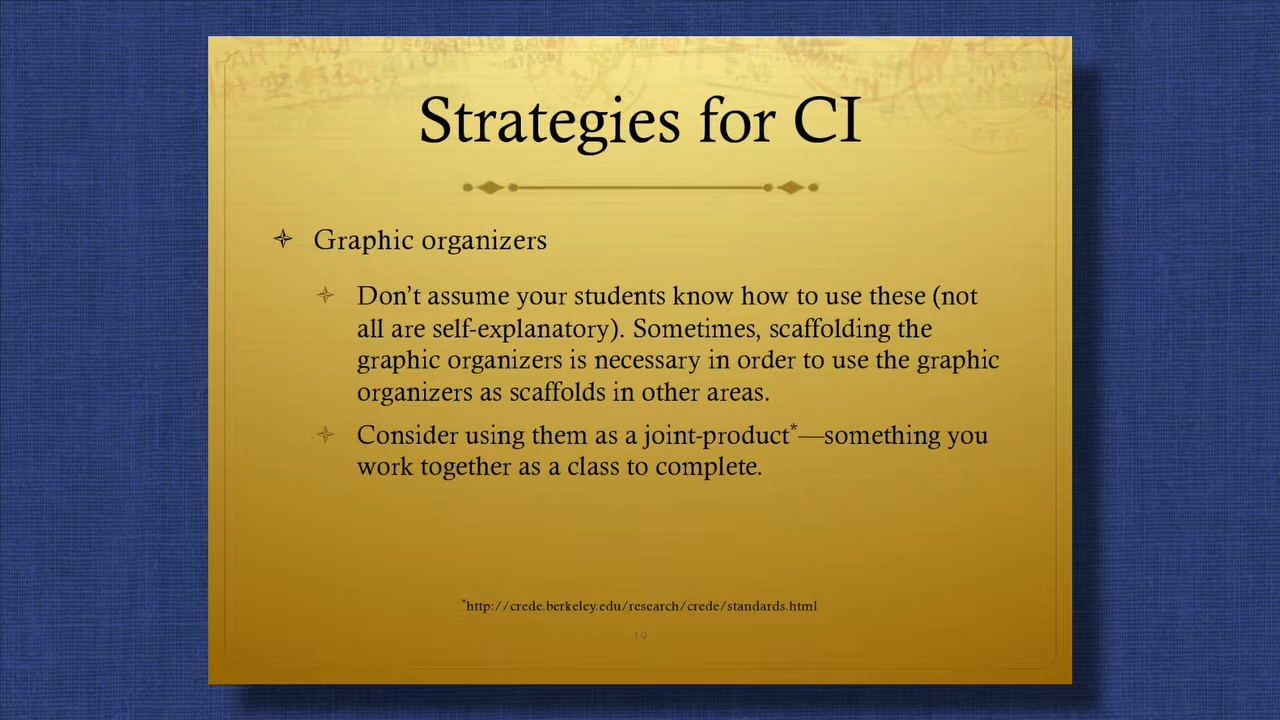 Strategies for CI
Graphic organizers
Don't assume your students know how to use these (not
all are self-explanatory). Sometimes, scaffolding the
graphic organizers is necessary in order to use the graphic
organizers as scaffolds in other areas.
Consider using them as a joint-product*—something you
work together as a class to complete.
*http://crede.berkeley.edu/research/crede/standards.html
19